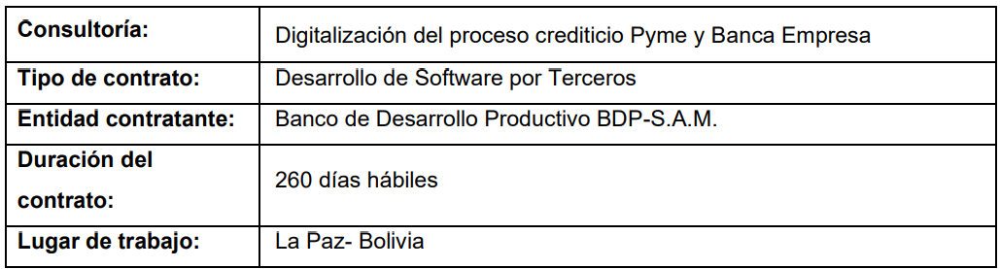 Consultoría:
Digitalización del proceso crediticio Pyme y Banca Empresa
Tipo de contrato:
Desarrollo de Software por Terceros
Entidad contratante:
Banco de Desarrollo Productivo BDP-S.A.M.
Duración del
contrato:
260 días hábiles
Lugar de trabajo:
La Paz- Bolivia